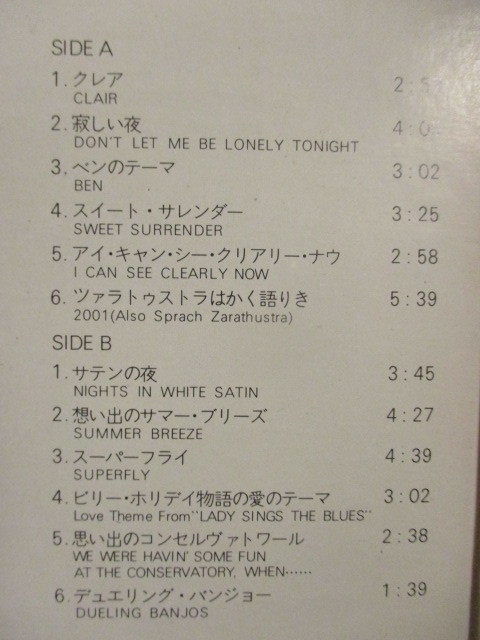 SIDE A
1. クレア 2:5
CLAIR
2. 寂しい夜 4:0
DON'T LET ME BE LONELY TONIGHT
3. ベンのテーマ 3:02
BEN
4. スイート・サレンダー 3:25
SWEET SURRENDER
5. アイ・キャン・シー・クリアリー・ナウ 2:58
I CAN SEE CLEARLY NOW
6. ツァラトゥストラはかく語りき 5:39
2001(Also Sprach Zarathustra)
SIDE B
1. サテンの夜 3:45
NIGHTS IN WHITE SATIN
2. 想い出のサマー・ブリーズ 4:27
SUMMER BREEZE
3. スーパーフライ 4:39
SUPERFLY
4. ビリー・ホリデイ物語の愛のテーマ 3:02
Love Theme From "LADY SINGS THE BLUES"
5. 思い出のコンセルヴァトワール 2:38
WE WERE HAVIN' SOME FUN
AT THE CONSERVATORY, WHEN……
6. デュエリング・バンジョー 1:39
DUELING BANJOS